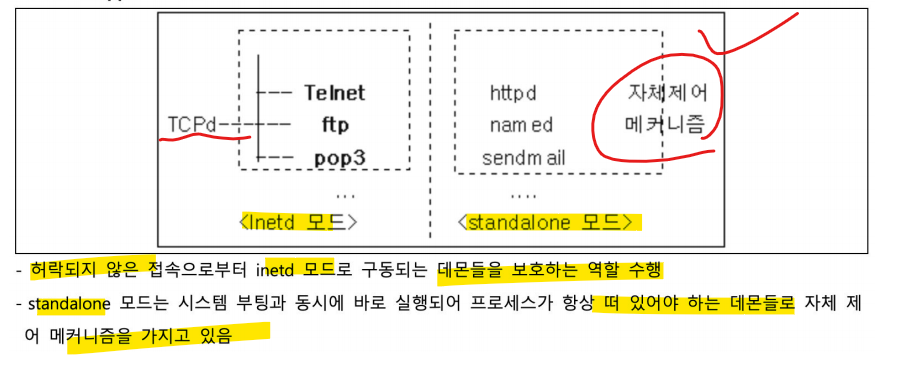 Telnet httpd 자체제어
TCPd ftp named 메커니즘
pop3 sendmail
... ....
<Inetd 모드> <standalone 모드>
- 허락되지 않은 접속으로부터 inetd 모드로 구동되는 데몬들을 보호하는 역할 수행
- standalone 모드는 시스템 부팅과 동시에 바로 실행되어 프로세스가 항상 떠 있어야 하는 데몬들로 자체 제
어 메커니즘을 가지고 있음